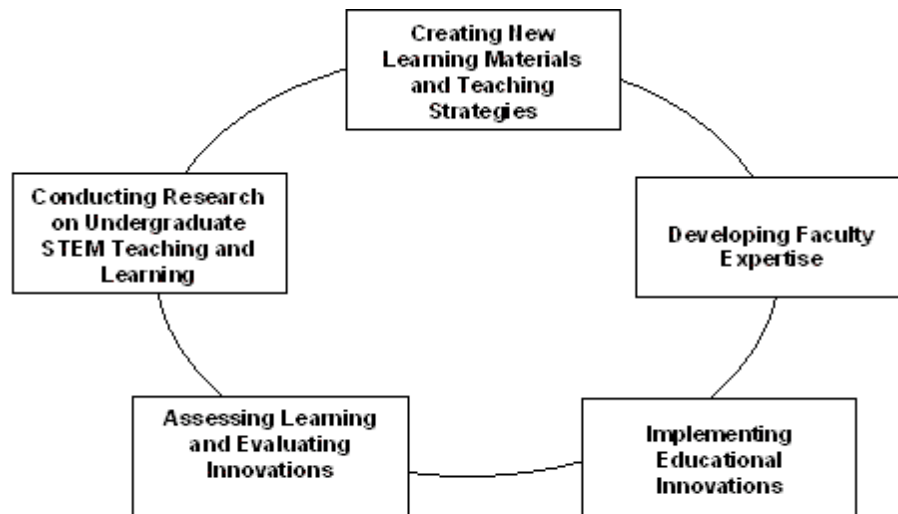 Creating New
Learning Materials
and Teaching
Strategies
Conducting Research
on Undergraduate
STEM Teaching and
Learning
Developing Faculty
Expertise
Assessing Learning
and Evaluating
Innovations
Implementing
Educational
Innovations